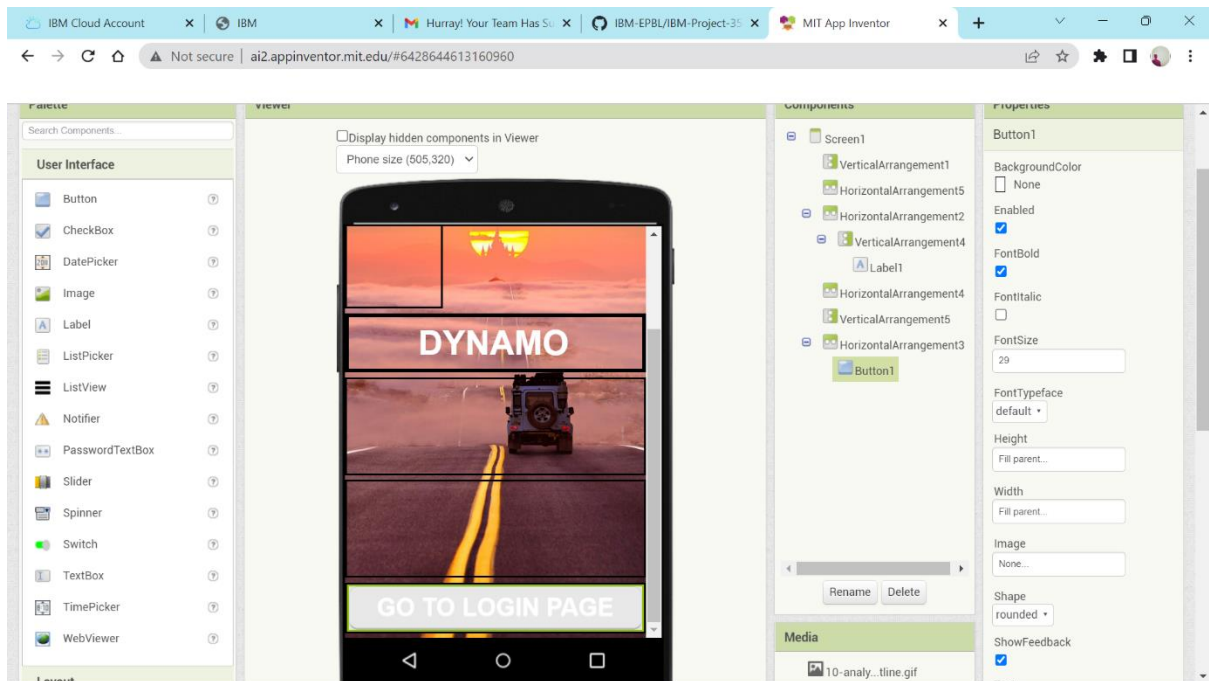 IBM Cloud Account
IBM
Hurray! Your Team Has Su
IBM-EPBL/IBM-Project-35
MIT App Inventor
Not secure | ai2.appinventor.mit.edu/#6428644613160960
Palette
Search Components...
User Interface
Button
CheckBox
DatePicker
Image
Label
ListPicker
ListView
Notifier
PasswordTextBox
Slider
Spinner
Switch
TextBox
TimePicker
WebViewer
Layout
Viewer
Display hidden components in Viewer
Phone size (505,320)
DYNAMO
GO TO LOGIN PAGE
Components
Screen1
VerticalArrangement1
HorizontalArrangement5
HorizontalArrangement2
VerticalArrangement4
Label1
HorizontalArrangement4
VerticalArrangement5
HorizontalArrangement3
Button1
Rename Delete
Media
10-analy...tline.gif
Properties
Button1
BackgroundColor
None
Enabled
FontBold
FontItalic
FontSize
29
FontTypeface
default
Height
Fill parent...
Width
Fill parent...
Image
None...
Shape
rounded
ShowFeedback